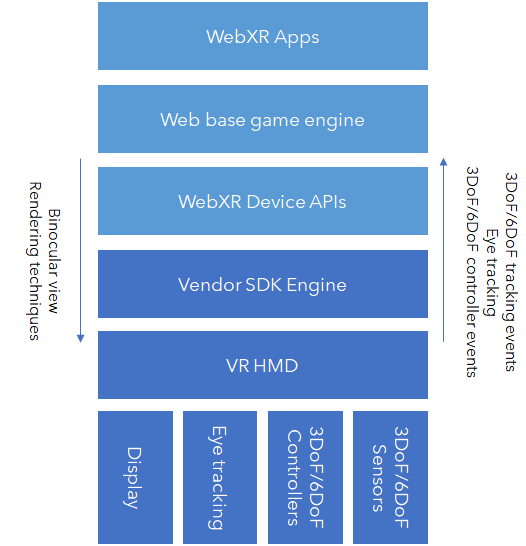 WebXR Apps
Web base game engine
WebXR Device APIs
Vendor SDK Engine
VR HMD
Binocular view
Rendering techniques
3DoF/6DoF tracking events
Eye tracking
3DoF/6DoF controller events
Display
Eye tracking
3DoF/6DoF
Controllers
3DoF/6DoF
Sensors